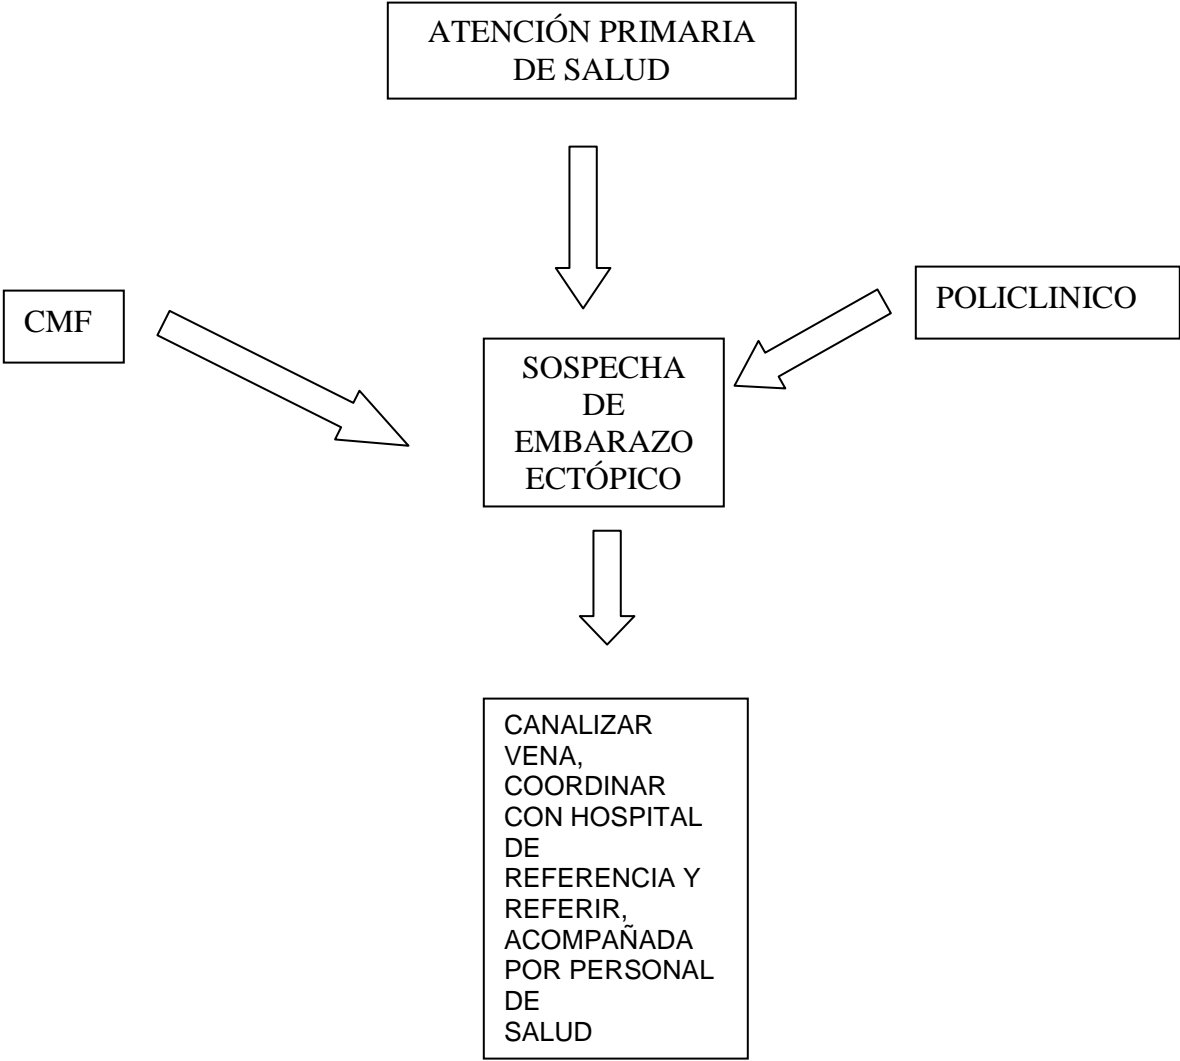 ATENCIÓN PRIMARIA
DE SALUD
CMF
POLICLINICO
SOSPECHA
DE
EMBARAZO
ECTÓPICO
CANALIZAR
VENA,
COORDINAR
CON HOSPITAL
DE
REFERENCIA Y
REFERIR,
ACOMPAÑADA
POR PERSONAL
DE
SALUD